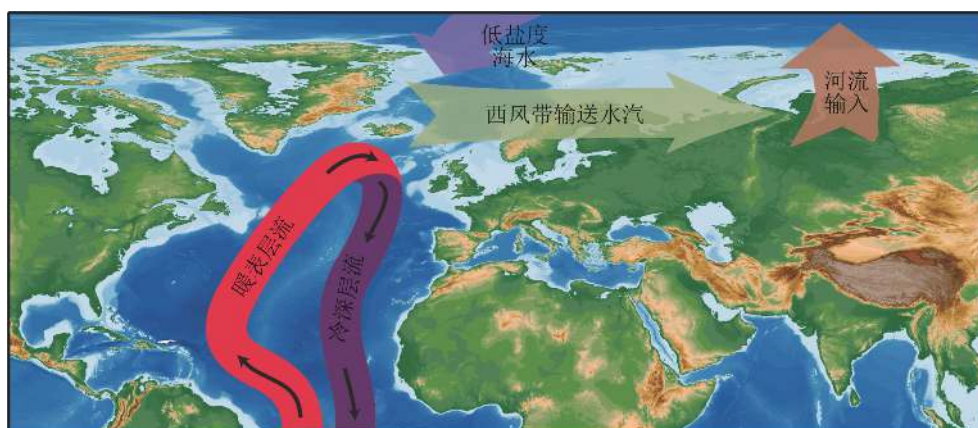 低盐度
海水
西风带输送水汽
河流
输入
暖表层流
冷深层流